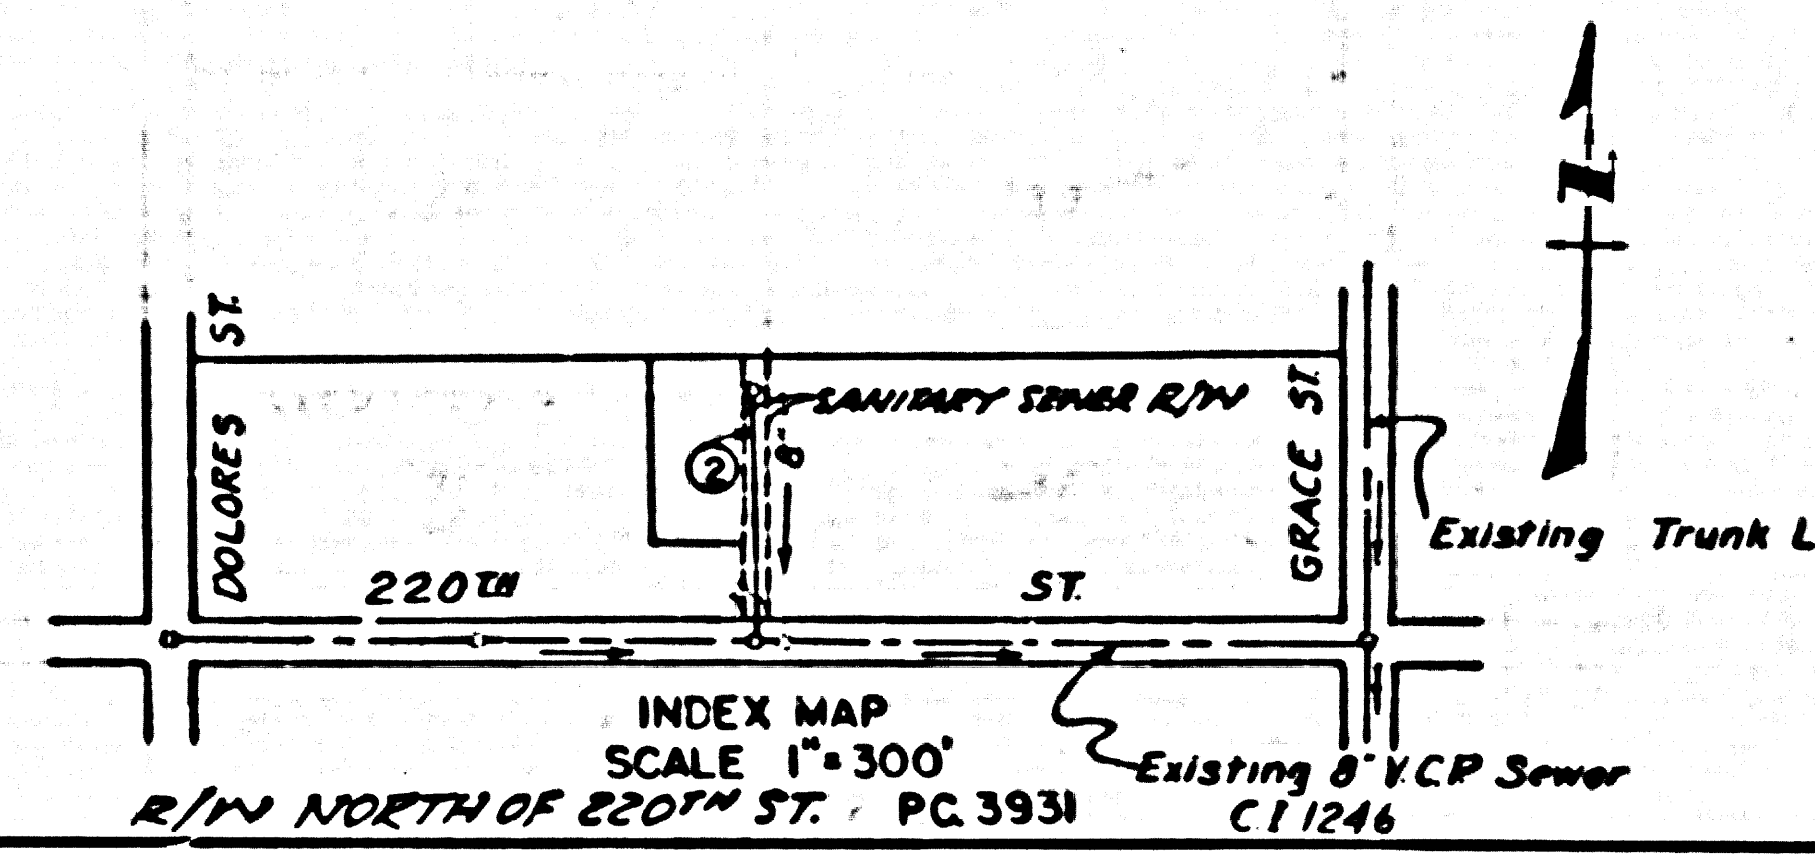 N
DOLORES ST.
SANITARY SEWER R/W
8"
2
GRACE ST.
Existing Trunk L
220TH ST.
INDEX MAP
SCALE 1"=300'
Existing 8" V.C.P. Sewer
C.I 1246
R/W NORTH OF 220TH ST. P.C. 3931